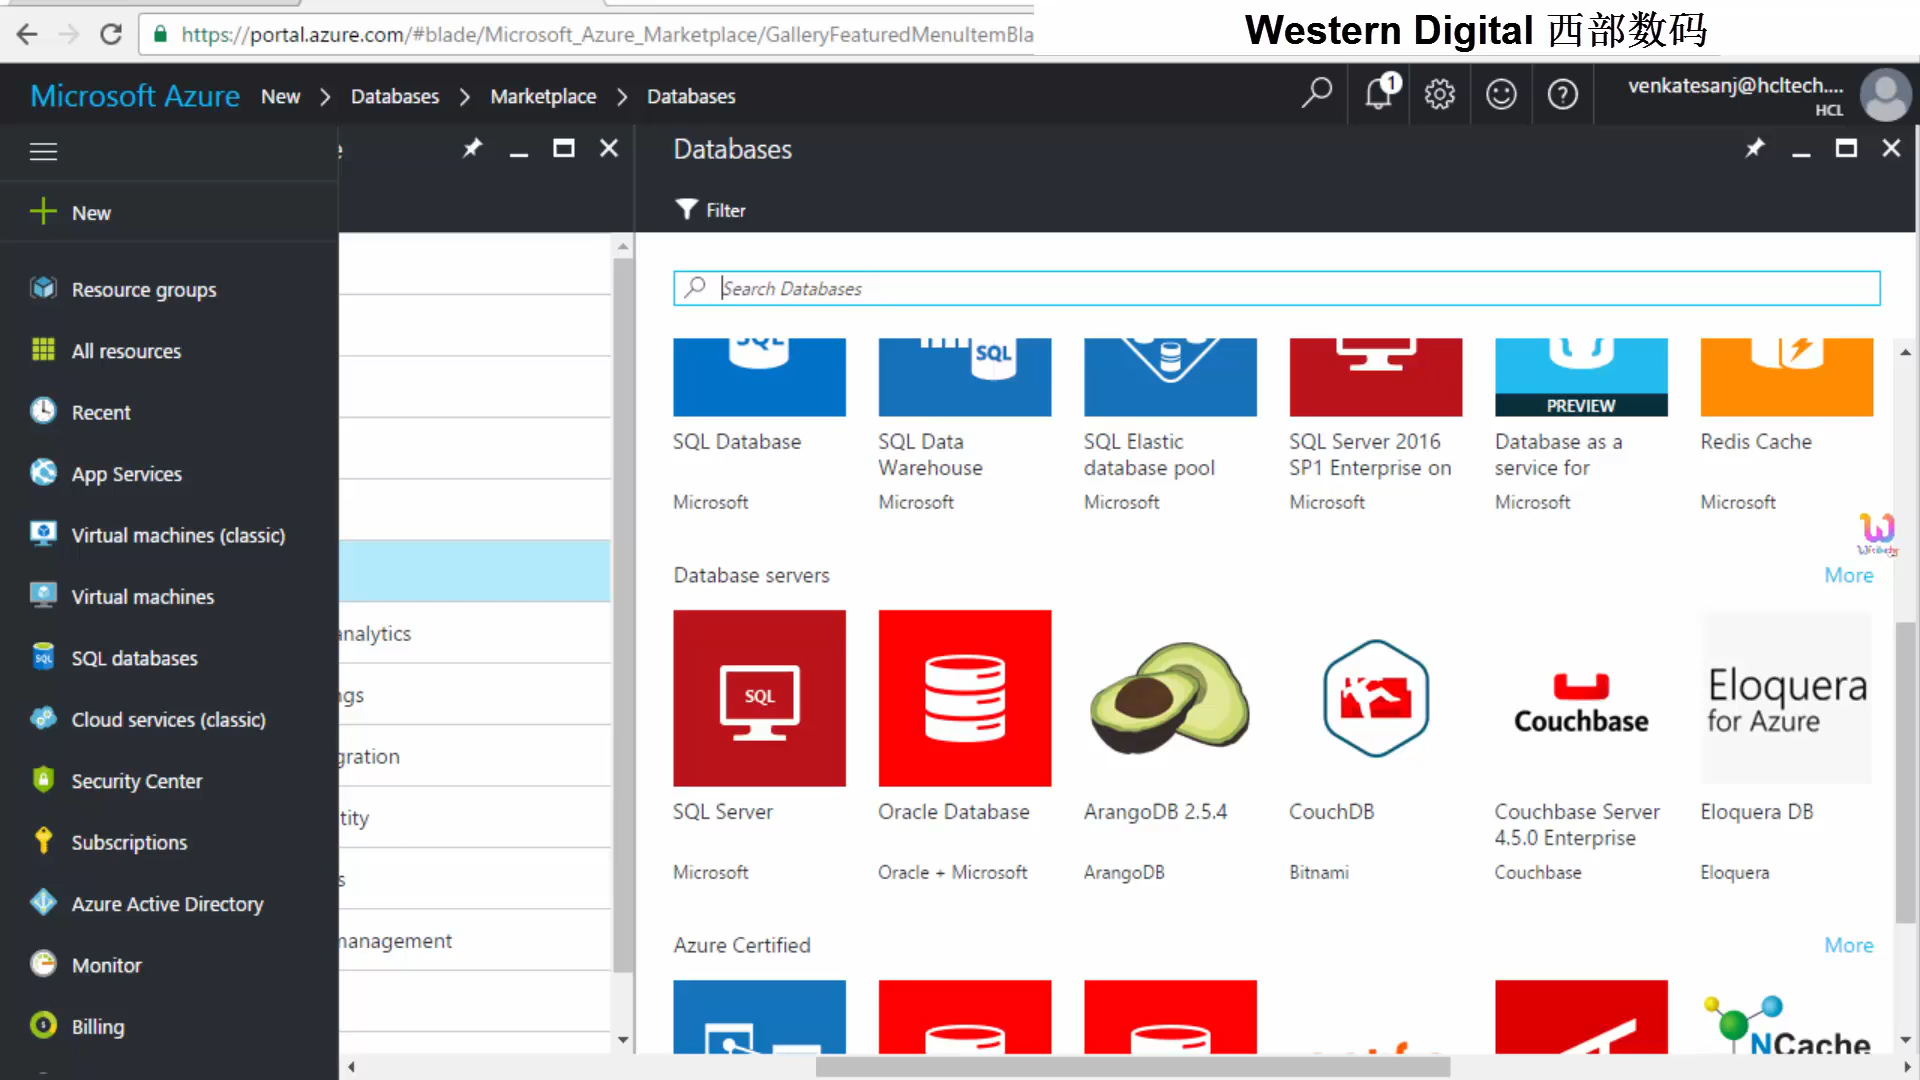 https://portal.azure.com/#blade/Microsoft_Azure_Marketplace/GalleryFeaturedMenuItemBla
Western Digital 西部数码
Microsoft Azure New > Databases > Marketplace > Databases
1
venkatesanj@hcltech....
HCL
Databases
Filter
Search Databases
New
Resource groups
All resources
Recent
App Services
Virtual machines (classic)
Virtual machines
SQL databases
Cloud services (classic)
Security Center
Subscriptions
Azure Active Directory
Monitor
Billing
analytics
gs
gration
tity
s
management
SQL
SQL
PREVIEW
SQL Database
Microsoft
SQL Data
Warehouse
Microsoft
SQL Elastic
database pool
Microsoft
SQL Server 2016
SP1 Enterprise on
Microsoft
Database as a
service for
Microsoft
Redis Cache
Microsoft
Database servers
More
SQL
SQL Server
Microsoft
Oracle Database
Oracle + Microsoft
ArangoDB 2.5.4
ArangoDB
CouchDB
Bitnami
Couchbase
Couchbase Server
4.5.0 Enterprise
Couchbase
Eloquera
for Azure
Eloquera DB
Eloquera
Azure Certified
More
NCache